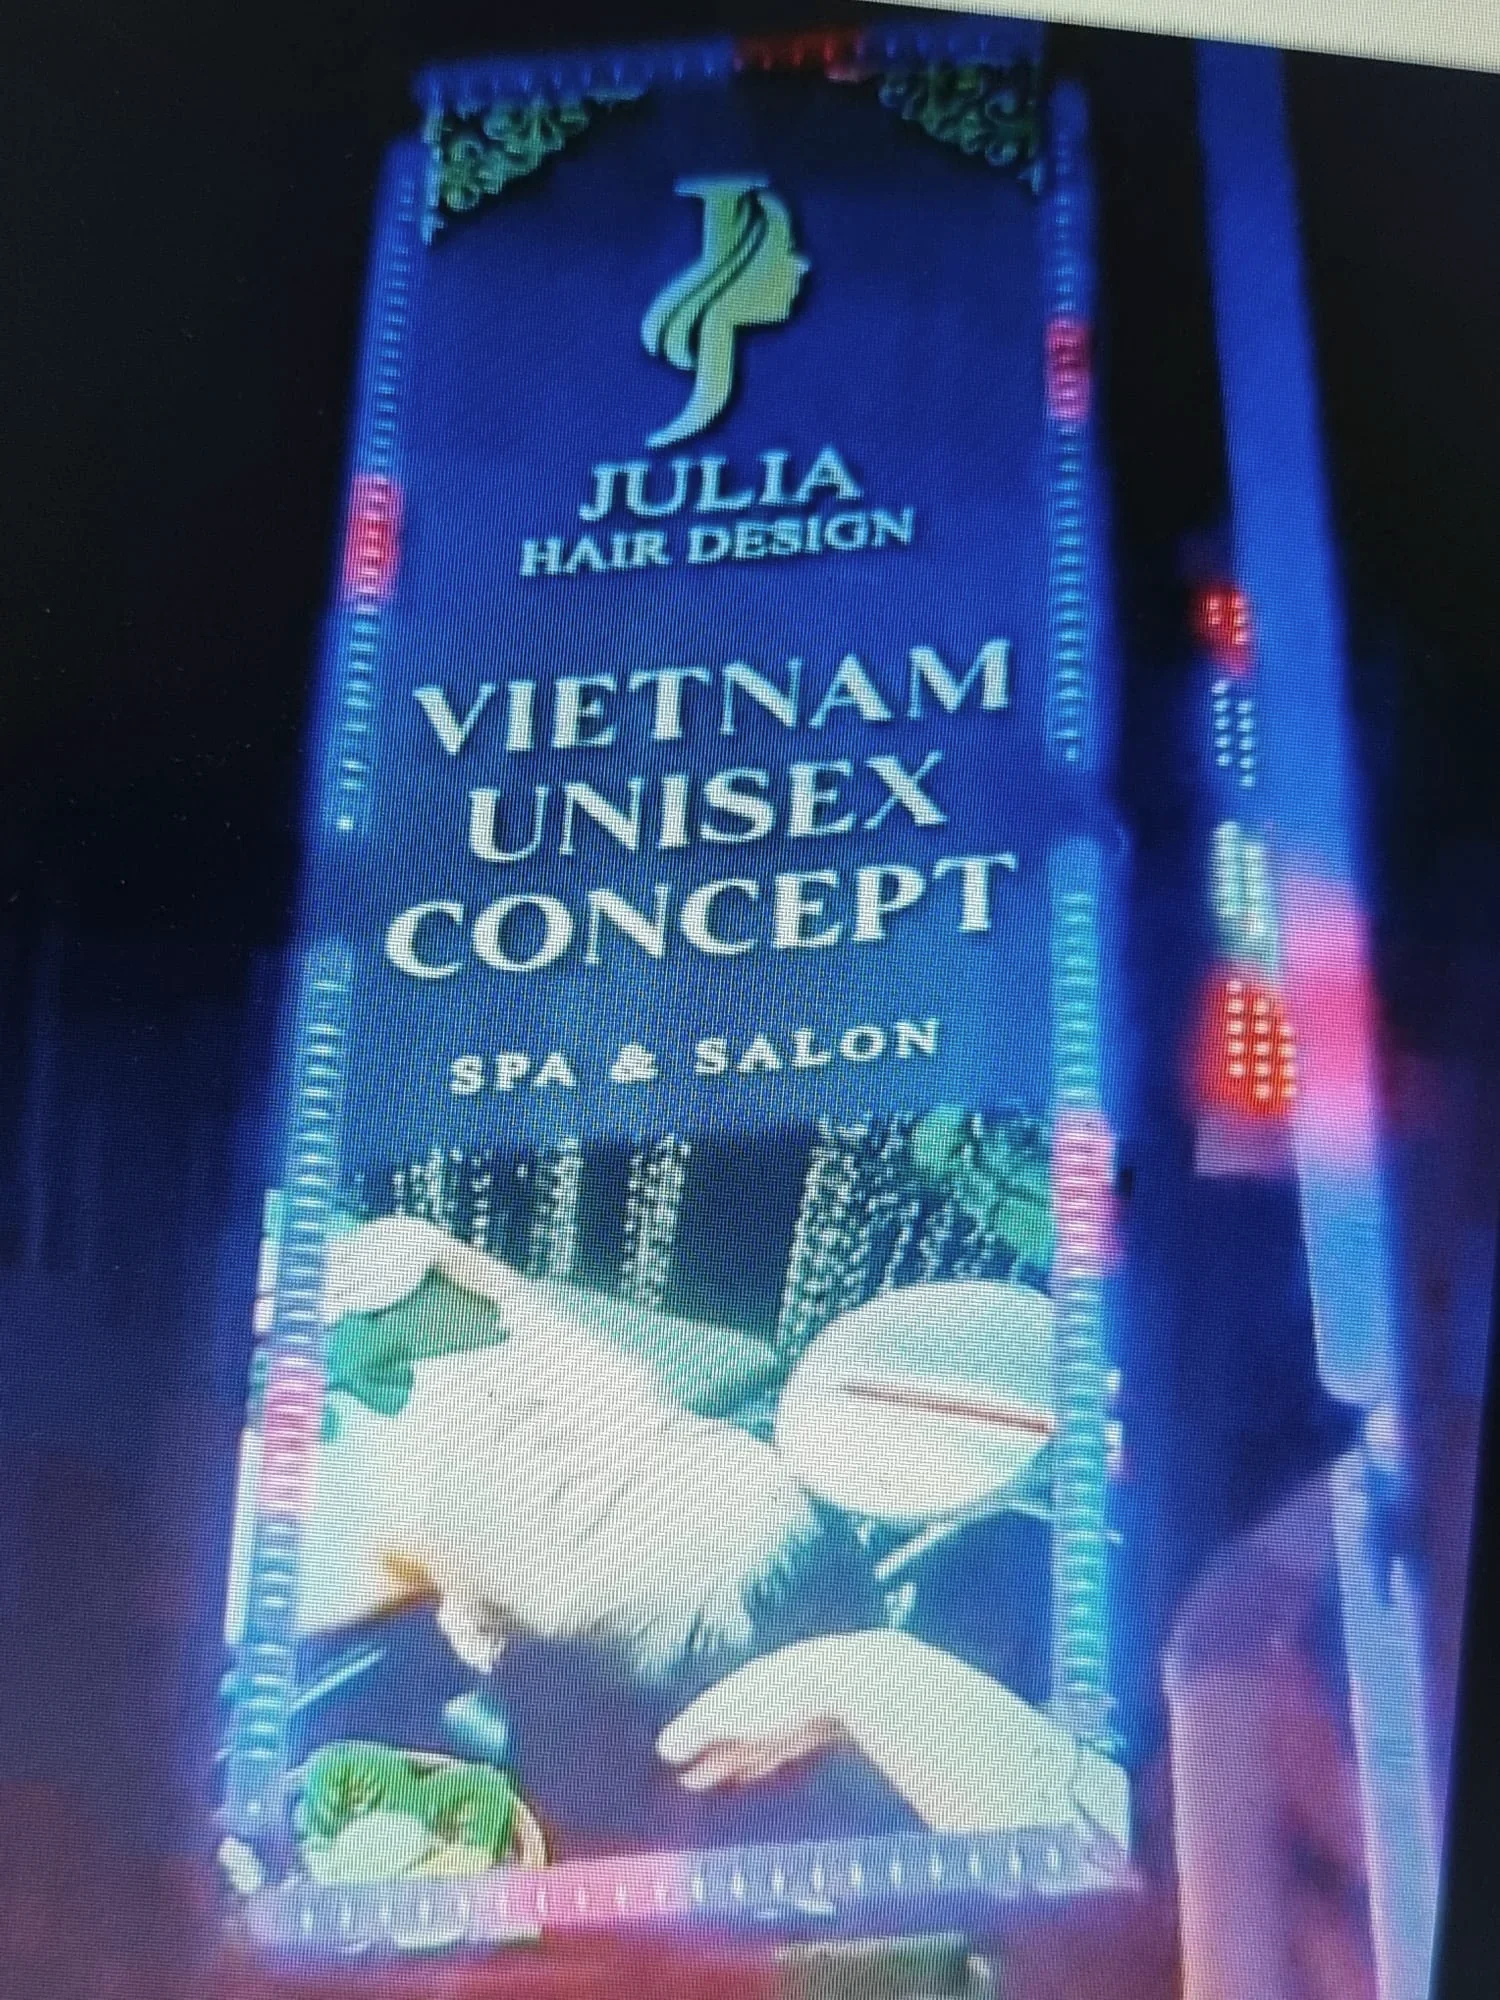 JULIA
HAIR DESIGN
VIETNAM
UNISEX
CONCEPT
SPA & SALON